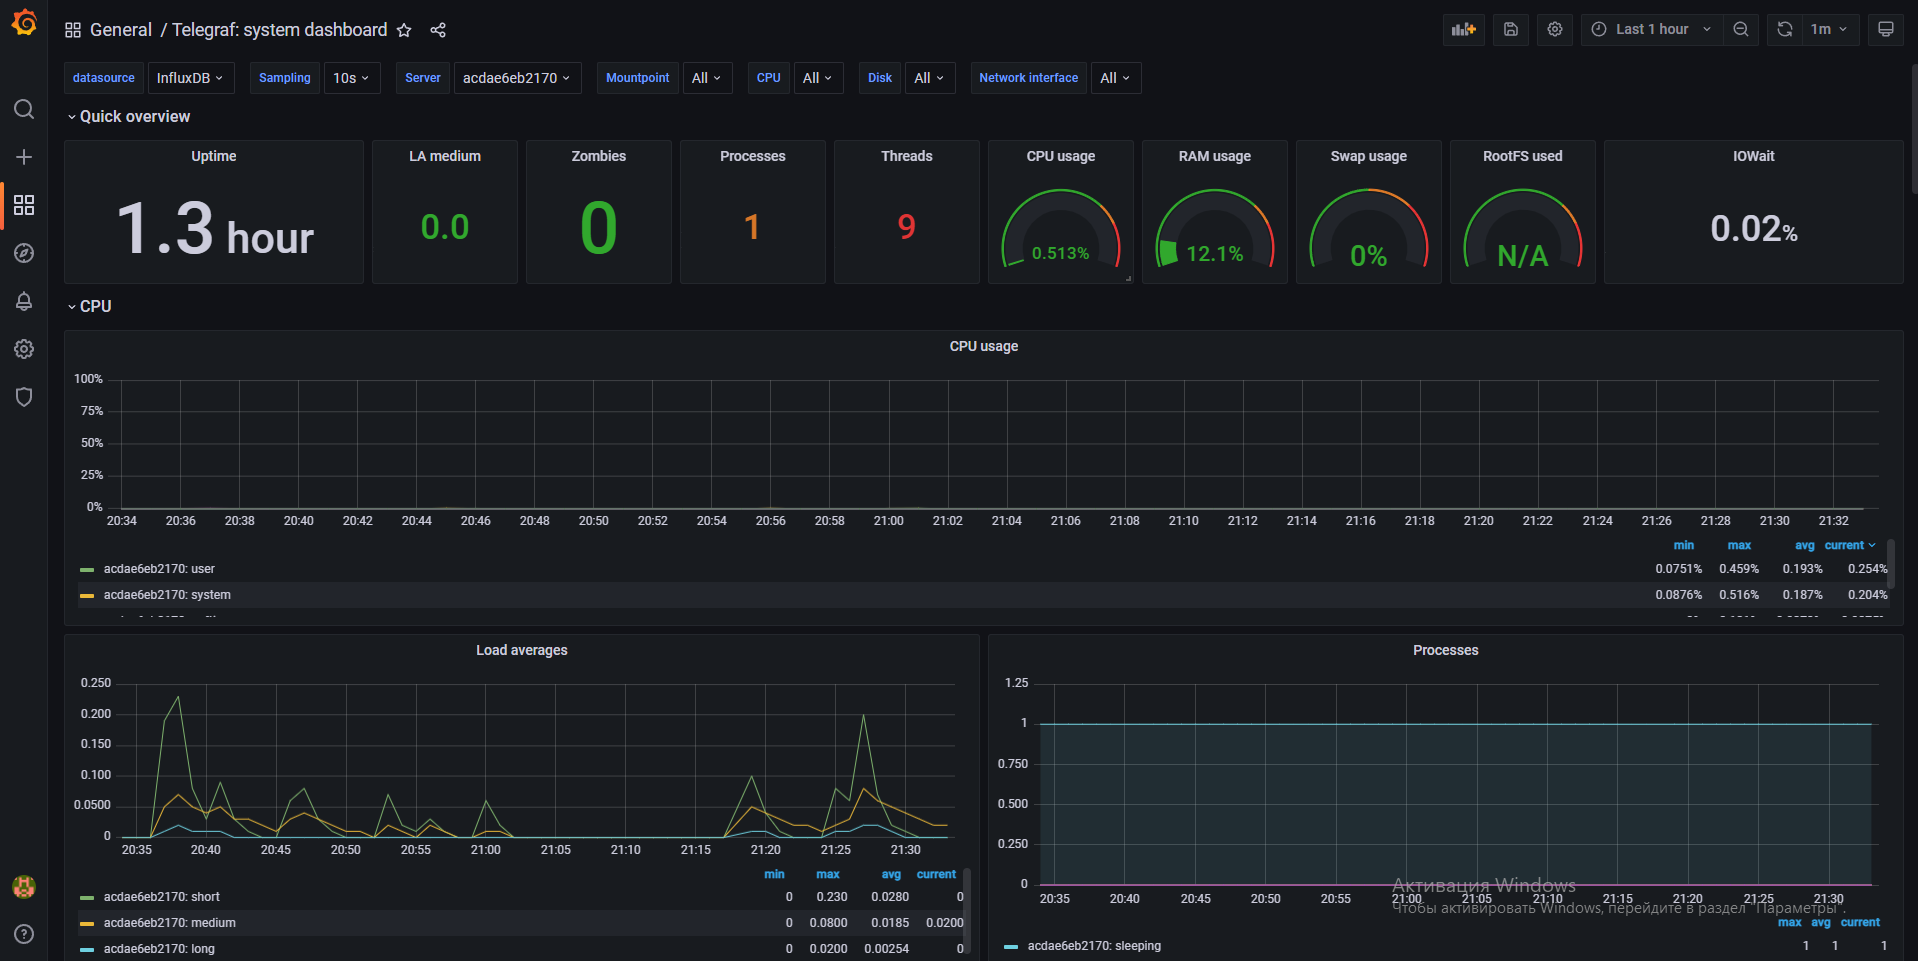 General / Telegraf: system dashboard
Last 1 hour
1m
datasource InfluxDB Sampling 10s Server acdae6eb2170 Mountpoint All CPU All Disk All Network interface All
Quick overview
Uptime
1.3 hour
LA medium
0.0
Zombies
0
Processes
1
Threads
9
CPU usage
0.513%
RAM usage
12.1%
Swap usage
0%
RootFS used
N/A
IOWait
0.02%
CPU
CPU usage
100%
75%
50%
25%
0%
20:34 20:36 20:38 20:40 20:42 20:44 20:46 20:48 20:50 20:52 20:54 20:56 20:58 21:00 21:02 21:04 21:06 21:08 21:10 21:12 21:14 21:16 21:18 21:20 21:22 21:24 21:26 21:28 21:30 21:32
min max avg current
acdae6eb2170: user 0.0751% 0.459% 0.193% 0.254%
acdae6eb2170: system 0.0876% 0.516% 0.187% 0.204%
Load averages
0.250
0.200
0.150
0.100
0.0500
0
20:35 20:40 20:45 20:50 20:55 21:00 21:05 21:10 21:15 21:20 21:25 21:30
min max avg current
acdae6eb2170: short 0 0.230 0.0280 0
acdae6eb2170: medium 0 0.0800 0.0185 0.0200
acdae6eb2170: long 0 0.0200 0.00254 0
Processes
1.25
1
0.750
0.500
0.250
0
20:35 20:40 20:45 20:50 20:55 21:00 21:05 21:10 21:15 21:20 21:25 21:30
max avg current
acdae6eb2170: sleeping 1 1 1
Активация Windows
Чтобы активировать Windows, перейдите в раздел "Параметры".